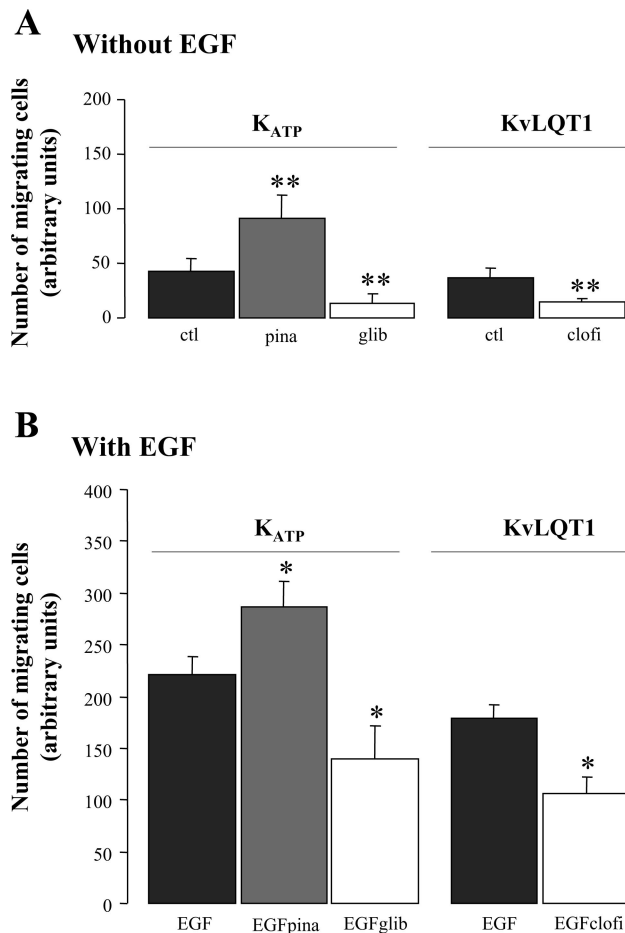 A
Without EGF
Number of migrating cells
(arbitrary units)
200
150
100
50
0
KATP
KvLQT1
**
**
**
ctl
pina
glib
ctl
clofi
B
With EGF
Number of migrating cells
(arbitrary units)
400
350
300
250
200
150
100
50
0
KATP
KvLQT1
*
*
*
EGF
EGFpina
EGFglib
EGF
EGFclofi